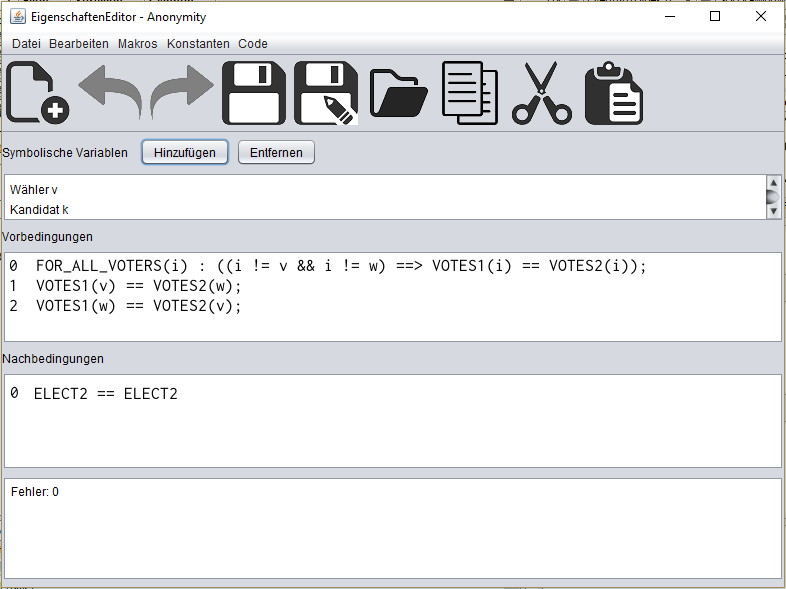 EigenschaftenEditor - Anonymity
Datei Bearbeiten Makros Konstanten Code
Symbolische Variablen Hinzufügen Entfernen
Wähler v
Kandidat k
Vorbedingungen
0 FOR_ALL_VOTERS(i) : ((i != v && i != w) ==> VOTES1(i) == VOTES2(i));
1 VOTES1(v) == VOTES2(w);
2 VOTES1(w) == VOTES2(v);
Nachbedingungen
0 ELECT2 == ELECT2
Fehler: 0